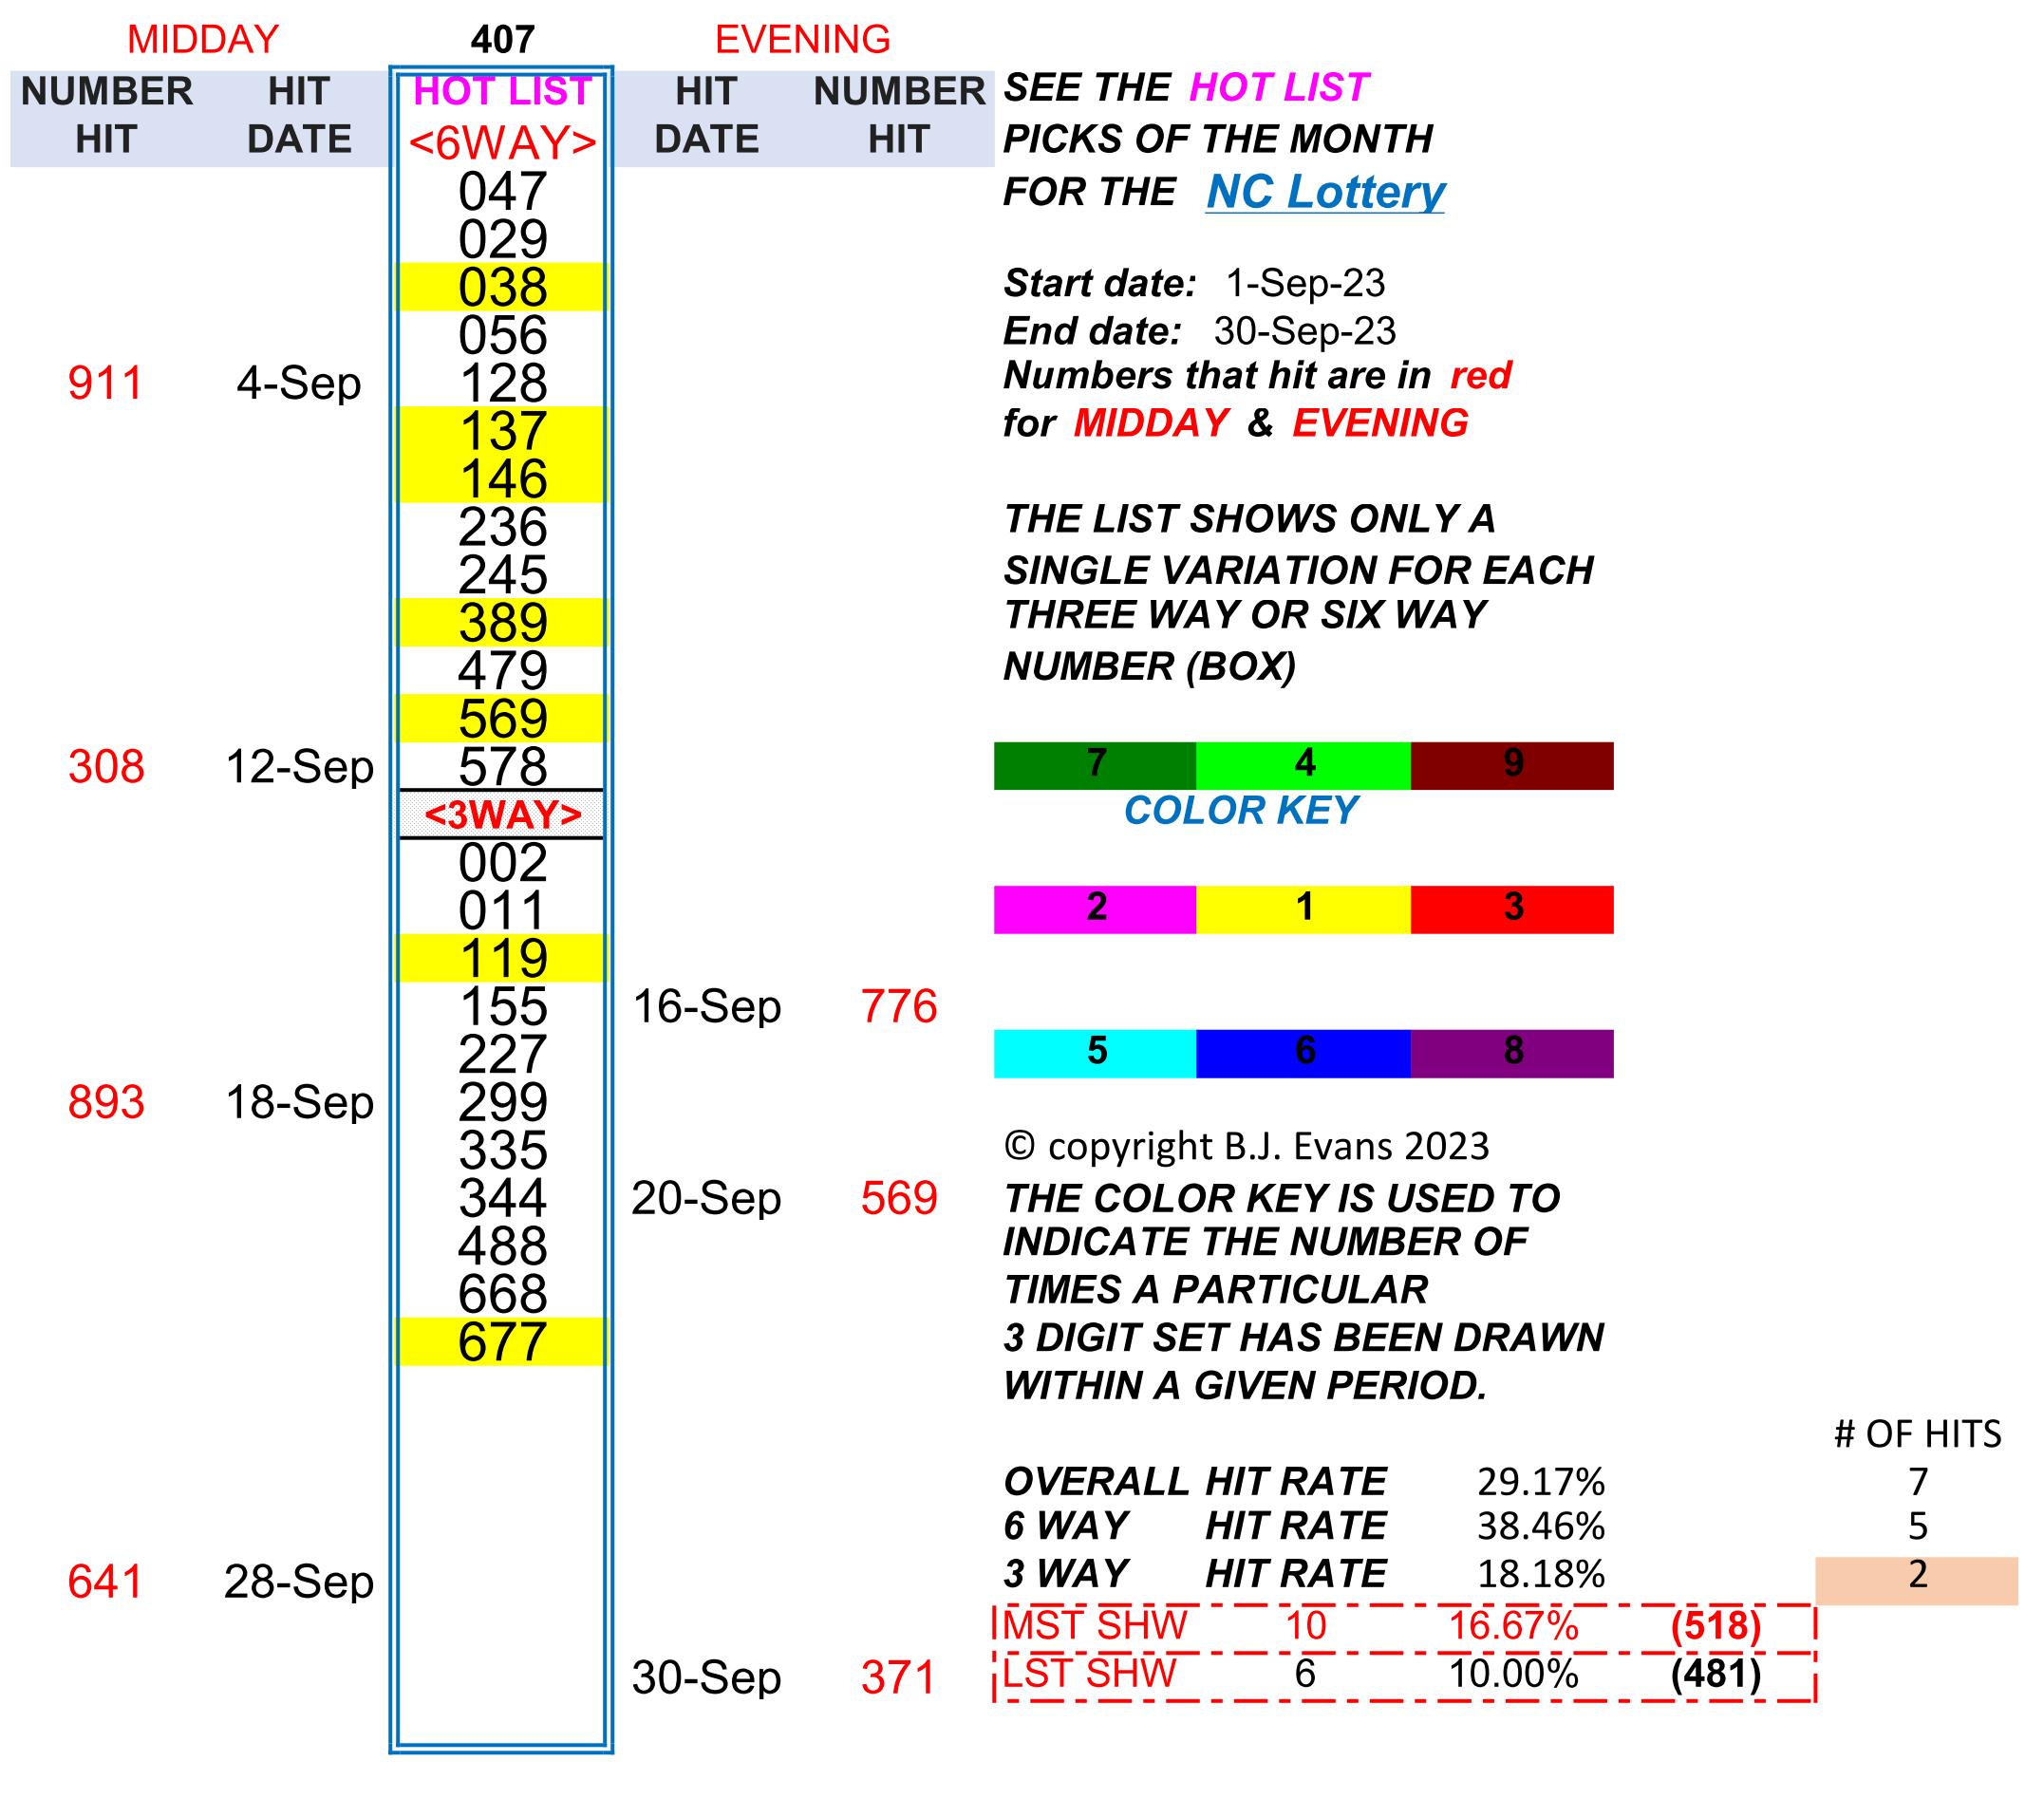 MIDDAY 407 EVENING
NUMBER HIT HOT LIST HIT NUMBER SEE THE HOT LIST
HIT DATE <6WAY> DATE HIT PICKS OF THE MONTH
047 FOR THE NC Lottery
029
038 Start date: 1-Sep-23
056 End date: 30-Sep-23
911 4-Sep 128 Numbers that hit are in red
137 for MIDDAY & EVENING
146
236 THE LIST SHOWS ONLY A
245 SINGLE VARIATION FOR EACH
389 THREE WAY OR SIX WAY
479 NUMBER (BOX)
569
308 12-Sep 578 7 4 9
<3WAY> COLOR KEY
002
011 2 1 3
119
155 16-Sep 776
227 5 6 8
893 18-Sep 299
335 © copyright B.J. Evans 2023
344 20-Sep 569 THE COLOR KEY IS USED TO
488 INDICATE THE NUMBER OF
668 TIMES A PARTICULAR
677 3 DIGIT SET HAS BEEN DRAWN
WITHIN A GIVEN PERIOD.
# OF HITS
OVERALL HIT RATE 29.17% 7
6 WAY HIT RATE 38.46% 5
641 28-Sep 3 WAY HIT RATE 18.18% 2
MST SHW 10 16.67% (518)
30-Sep 371 LST SHW 6 10.00% (481)